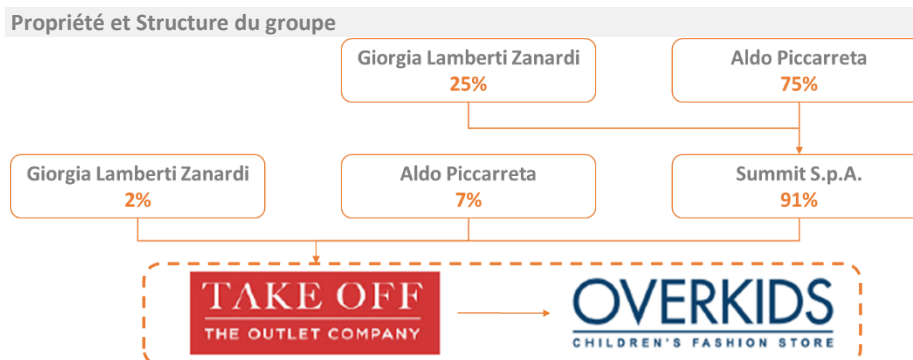 Propriété et Structure du groupe
Giorgia Lamberti Zanardi
25%
Aldo Piccarreta
75%
Giorgia Lamberti Zanardi
2%
Aldo Piccarreta
7%
Summit S.p.A.
91%
TAKE OFF
THE OUTLET COMPANY
OVERKIDS
CHILDREN'S FASHION STORE